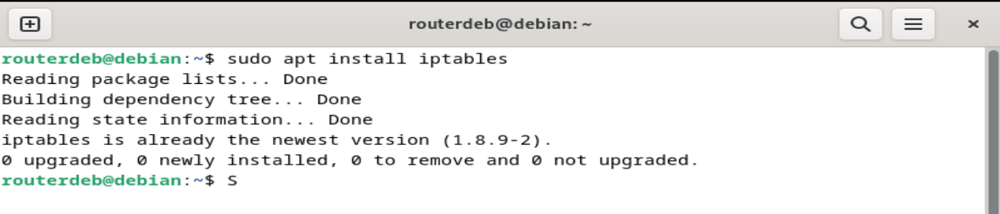 routerdeb@debian: ~
routerdeb@debian:~$ sudo apt install iptables
Reading package lists... Done
Building dependency tree... Done
Reading state information... Done
iptables is already the newest version (1.8.9-2).
0 upgraded, 0 newly installed, 0 to remove and 0 not upgraded.
routerdeb@debian:~$ S